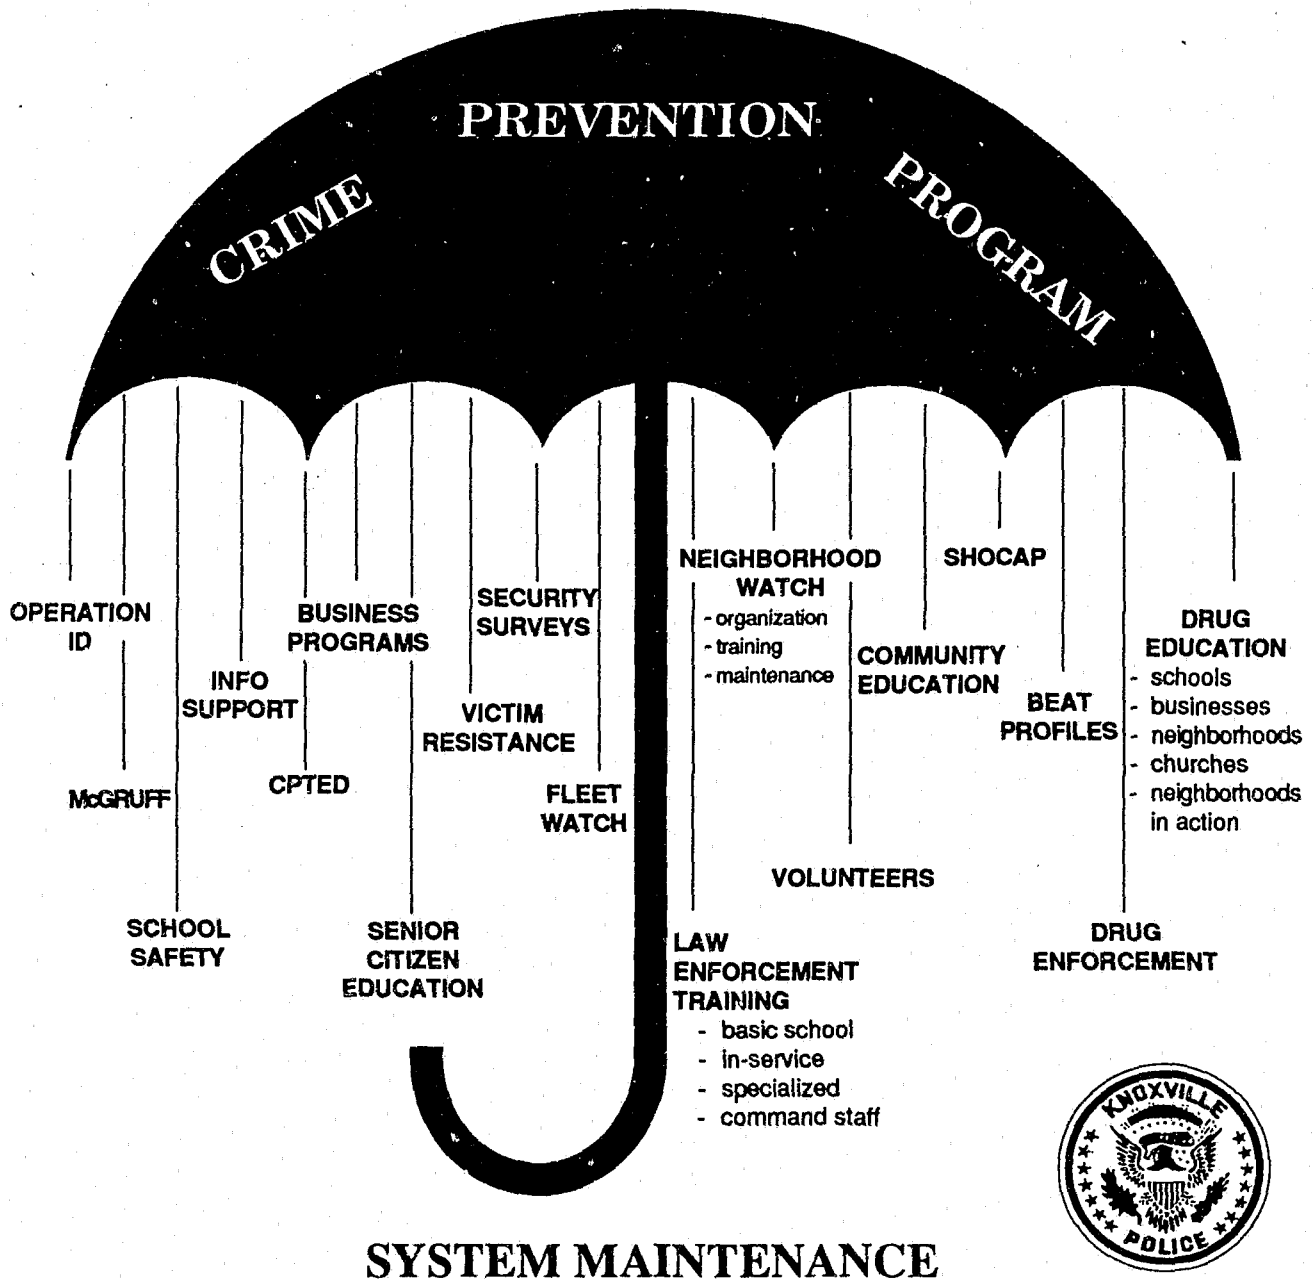 CRIME
PREVENTION
PROGRAM
OPERATION
ID
McGRUFF
SCHOOL
SAFETY
INFO
SUPPORT
CPTED
BUSINESS
PROGRAMS
SENIOR
CITIZEN
EDUCATION
VICTIM
RESISTANCE
SECURITY
SURVEYS
FLEET
WATCH
LAW
ENFORCEMENT
TRAINING
- basic school
- in-service
- specialized
- command staff
NEIGHBORHOOD
WATCH
- organization
- training
- maintenance
VOLUNTEERS
COMMUNITY
EDUCATION
SHOCAP
BEAT
PROFILES
DRUG
ENFORCEMENT
DRUG
EDUCATION
- schools
- businesses
- neighborhoods
- churches
- neighborhoods
in action
KNOXVILLE
POLICE
SYSTEM MAINTENANCE